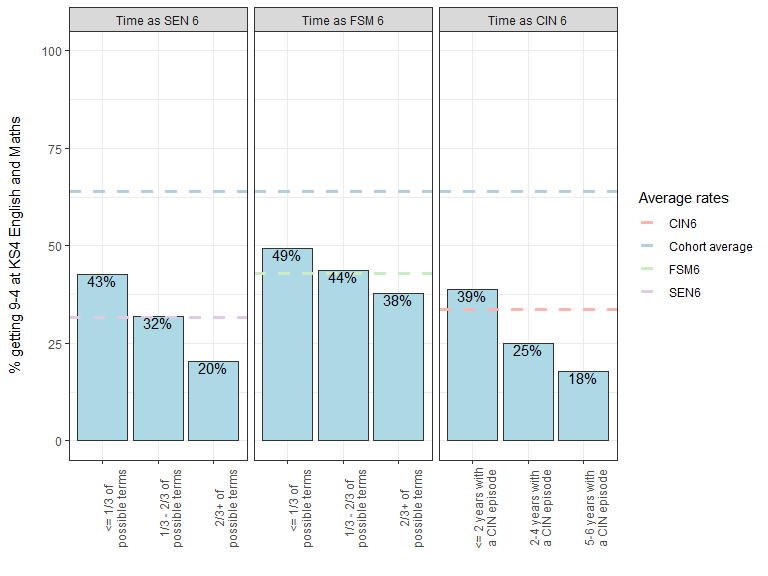 Time as SEN 6
Time as FSM 6
Time as CIN 6
% getting 9-4 at KS4 English and Maths
100
75
50
25
0
43%
32%
20%
49%
44%
38%
39%
25%
18%
<= 1/3 of
possible terms
1/3 - 2/3 of
possible terms
2/3+ of
possible terms
<= 1/3 of
possible terms
1/3 - 2/3 of
possible terms
2/3+ of
possible terms
<= 2 years with
a CIN episode
2-4 years with
a CIN episode
5-6 years with
a CIN episode
Average rates
CIN6
Cohort average
FSM6
SEN6